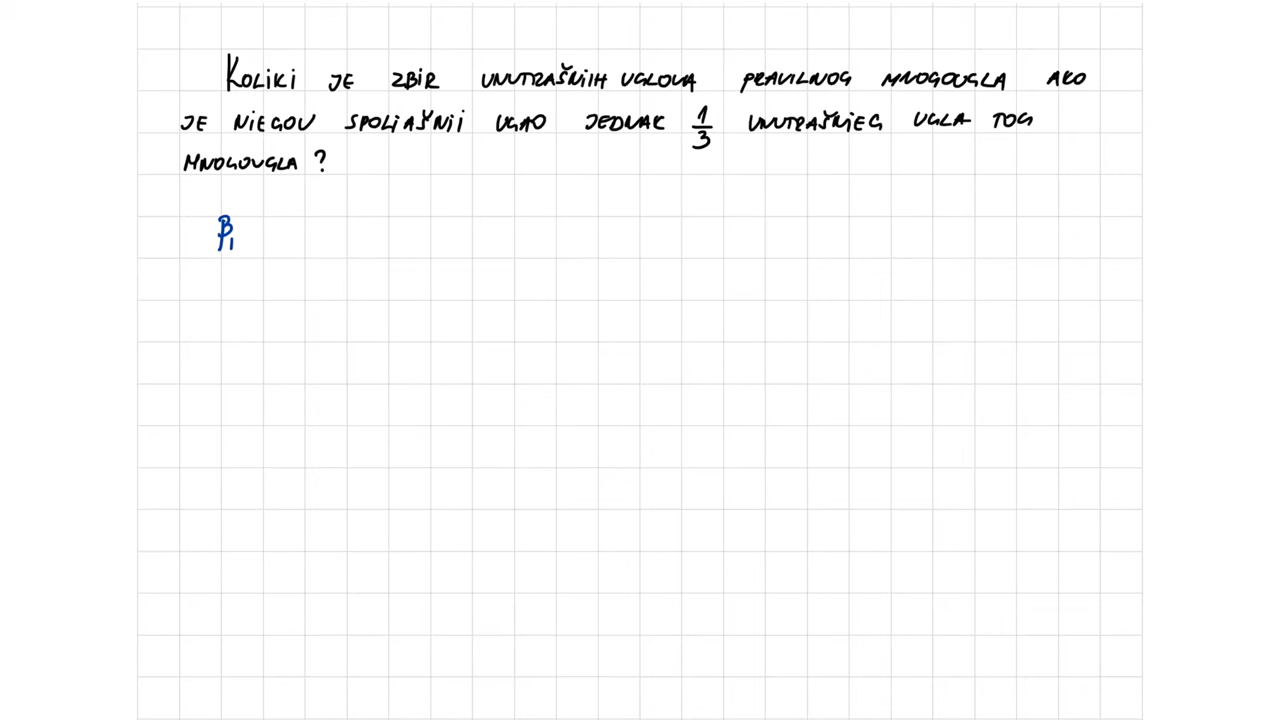 KOLIKI JE ZBIR UNUTRAŠNJIH UGLOVA PRAVILNOG MNOGOUGLA AKO
JE NJEGOV SPOLJAŠNJI UGAO JEDNAK 1/3 UNUTRAŠNJEG UGLA TOG
MNOGOUGLA?
β₁